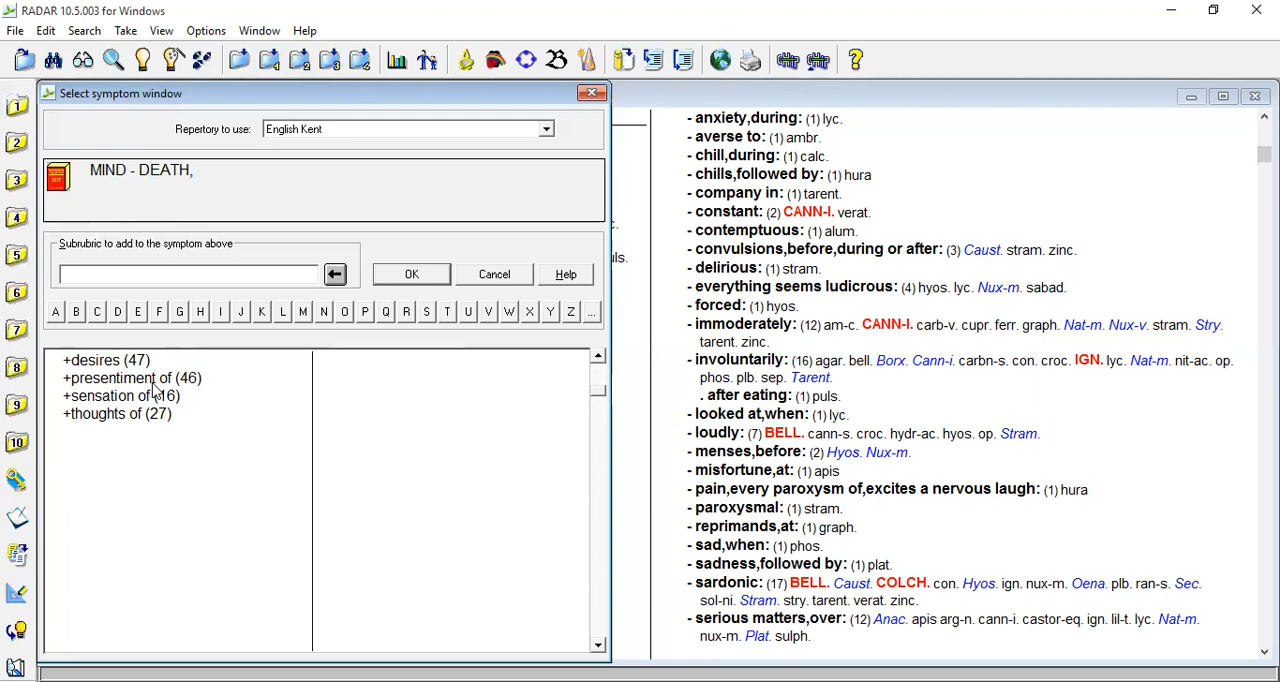 RADAR 10.5.003 for Windows
File Edit Search Take View Options Window Help
Select symptom window
Repertory to use: English Kent
MIND - DEATH,
Subrubric to add to the symptom above
OK Cancel Help
A B C D E F G H I J K L M N O P Q R S T U V W X Y Z ...
+desires (47)
+presentiment of (46)
+sensation of (16)
+thoughts of (27)
1
2
3
4
5
6
7
8
9
10
- anxiety,during: (1) lyc.
- averse to: (1) ambr.
- chill,during: (1) calc.
- chills,followed by: (1) hura
- company in: (1) tarent.
- constant: (2) CANN-I. verat.
- contemptuous: (1) alum.
- convulsions,before,during or after: (3) Caust. stram. zinc.
- delirious: (1) stram.
- everything seems ludicrous: (4) hyos. lyc. Nux-m. sabad.
- forced: (1) hyos.
- immoderately: (12) am-c. CANN-I. carb-v. cupr. ferr. graph. Nat-m. Nux-v. stram. Stry.
tarent. zinc.
- involuntarily: (16) agar. bell. Borx. Cann-i. carbn-s. con. croc. IGN. lyc. Nat-m. nit-ac. op.
phos. plb. sep. Tarent.
. after eating: (1) puls.
- looked at,when: (1) lyc.
- loudly: (7) BELL. cann-s. croc. hydr-ac. hyos. op. Stram.
- menses,before: (2) Hyos. Nux-m.
- misfortune,at: (1) apis
- pain,every paroxysm of,excites a nervous laugh: (1) hura
- paroxysmal: (1) stram.
- reprimands,at: (1) graph.
- sad,when: (1) phos.
- sadness,followed by: (1) plat.
- sardonic: (17) BELL. Caust. COLCH. con. Hyos. ign. nux-m. Oena. plb. ran-s. Sec.
sol-ni. Stram. stry. tarent. verat. zinc.
- serious matters,over: (12) Anac. apis arg-n. cann-i. castor-eq. ign. lil-t. lyc. Nat-m.
nux-m. Plat. sulph.